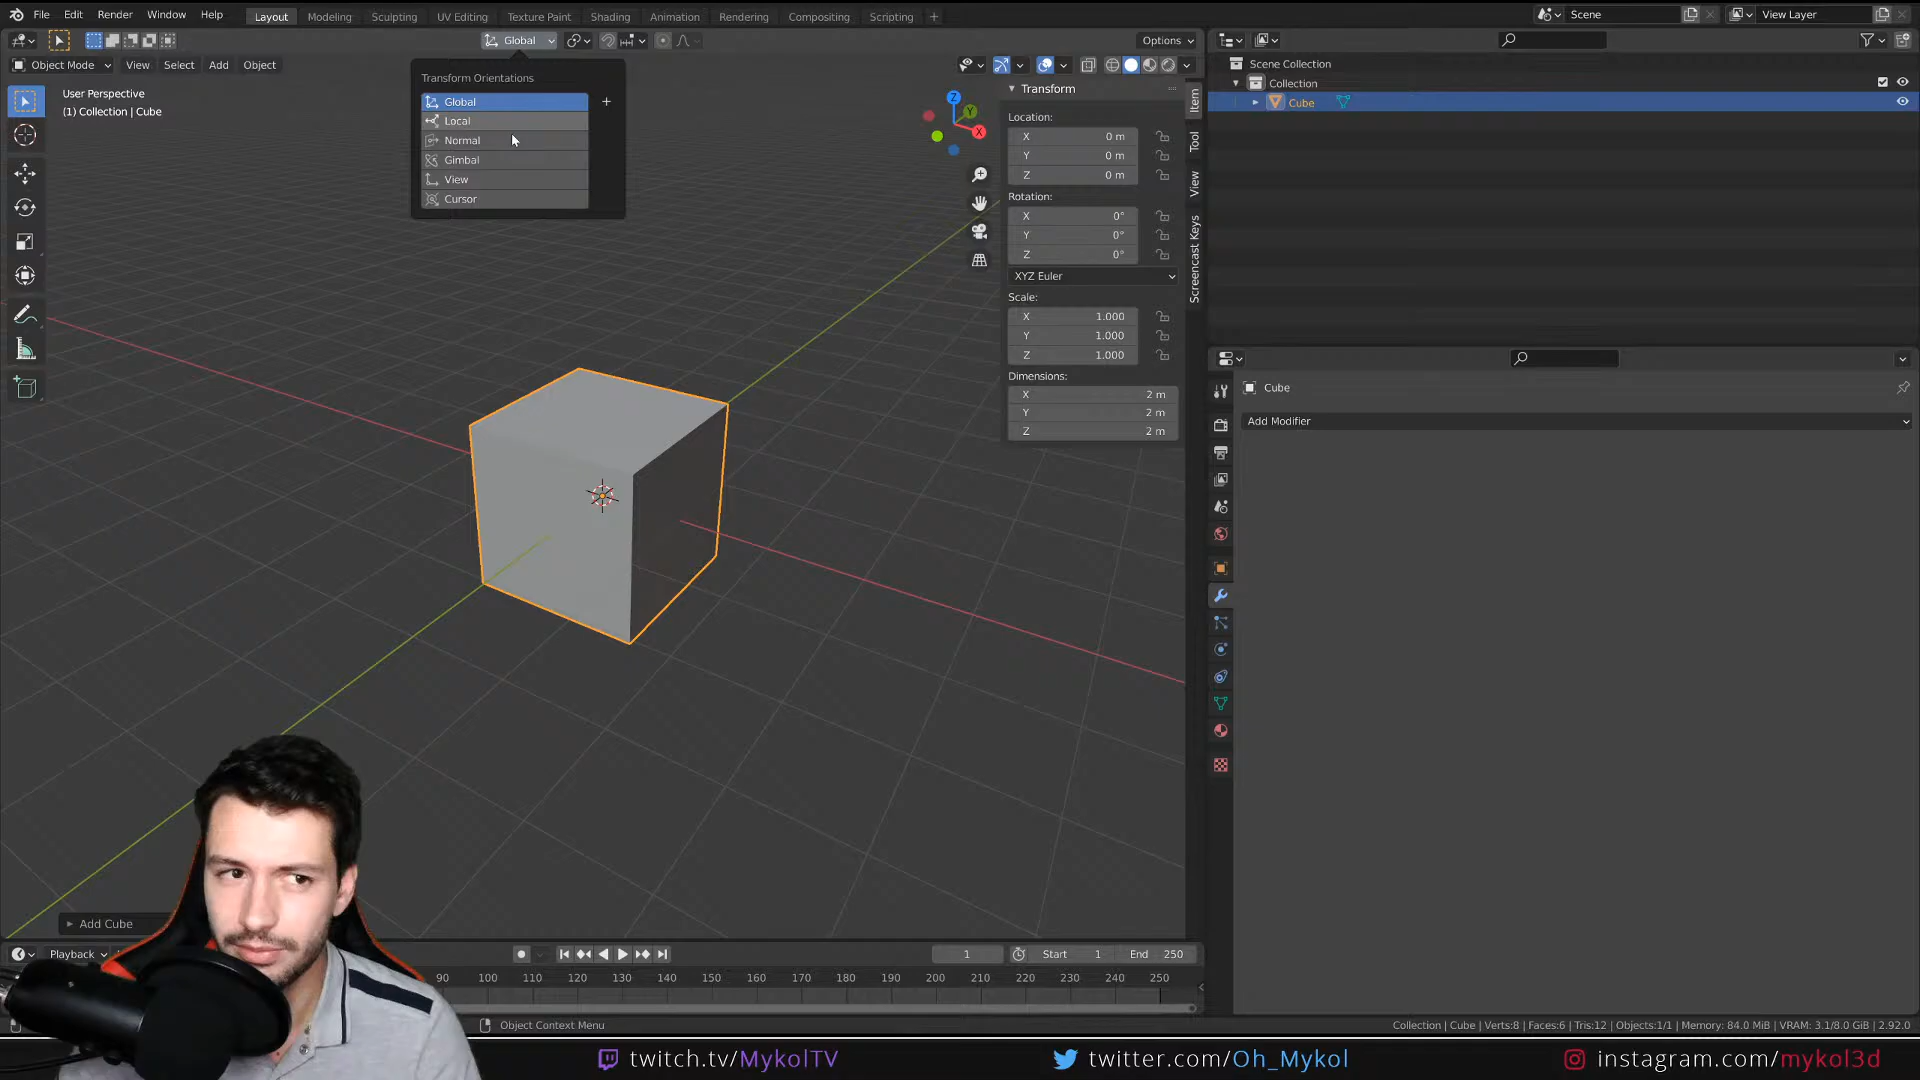 File Edit Render Window Help Layout Modeling Sculpting UV Editing Texture Paint Shading Animation Rendering Compositing Scripting + Scene View Layer
Global Options
Object Mode View Select Add Object
User Perspective
(1) Collection | Cube
Transform Orientations
Global +
Local
Normal
Gimbal
View
Cursor
Z
Y
X
Transform
Location:
X 0 m
Y 0 m
Z 0 m
Rotation:
X 0°
Y 0°
Z 0°
XYZ Euler
Scale:
X 1.000
Y 1.000
Z 1.000
Dimensions:
X 2 m
Y 2 m
Z 2 m
Item
Tool
View
Screencast Keys
Scene Collection
Collection
Cube
Cube
Add Modifier
Add Cube
Playback
1 Start 1 End 250
90 100 110 120 130 140 150 160 170 180 190 200 210 220 230 240 250
Object Context Menu
Collection | Cube | Verts:8 | Faces:6 | Tris:12 | Objects:1/1 | Memory: 84.0 MiB | VRAM: 3.1/8.0 GiB | 2.92.0
twitch.tv/MykolTV twitter.com/Oh_Mykol instagram.com/mykol3d